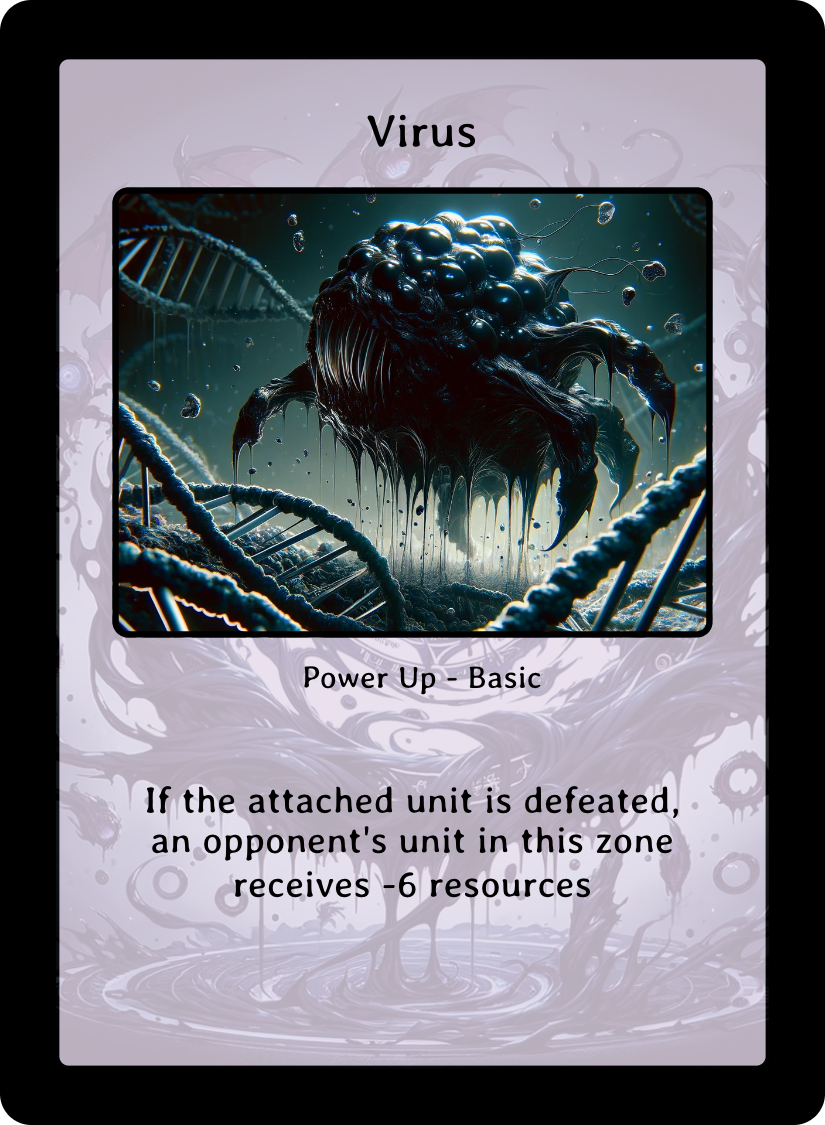 Virus
Power Up - Basic
If the attached unit is defeated,
an opponent's unit in this zone
receives -6 resources